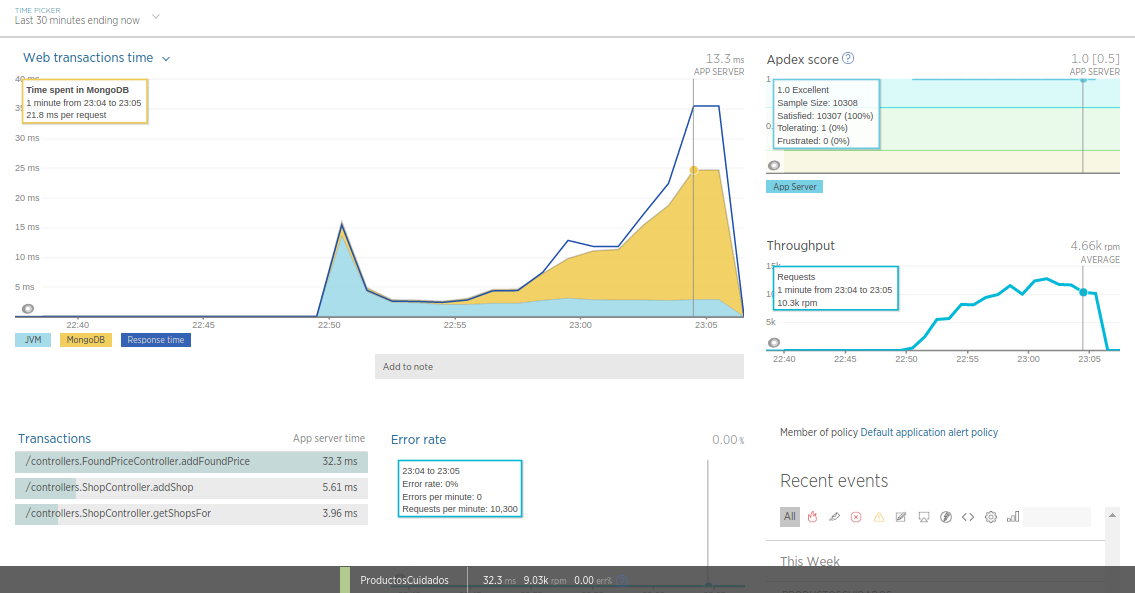 TIME PICKER
Last 30 minutes ending now
Web transactions time
13.3 ms
APP SERVER
40 ms
Time spent in MongoDB
1 minute from 23:04 to 23:05
21.8 ms per request
30 ms
25 ms
20 ms
15 ms
10 ms
5 ms
22:40 22:45 22:50 22:55 23:00 23:05
JVM MongoDB Response time
Add to note
Apdex score ?
1.0 [0.5]
APP SERVER
1
1.0 Excellent
Sample Size: 10308
Satisfied: 10307 (100%)
Tolerating: 1 (0%)
Frustrated: 0 (0%)
App Server
Throughput
4.66k rpm
AVERAGE
Requests
1 minute from 23:04 to 23:05
10.3k rpm
5k
22:40 22:45 22:50 22:55 23:00 23:05
Transactions App server time
/controllers.FoundPriceController.addFoundPrice 32.3 ms
/controllers.ShopController.addShop 5.61 ms
/controllers.ShopController.getShopsFor 3.96 ms
Error rate 0.00 %
23:04 to 23:05
Error rate: 0%
Errors per minute: 0
Requests per minute: 10,300
Member of policy Default application alert policy
Recent events
All
This Week
ProductosCuidados 32.3 ms 9.03k rpm 0.00 err%